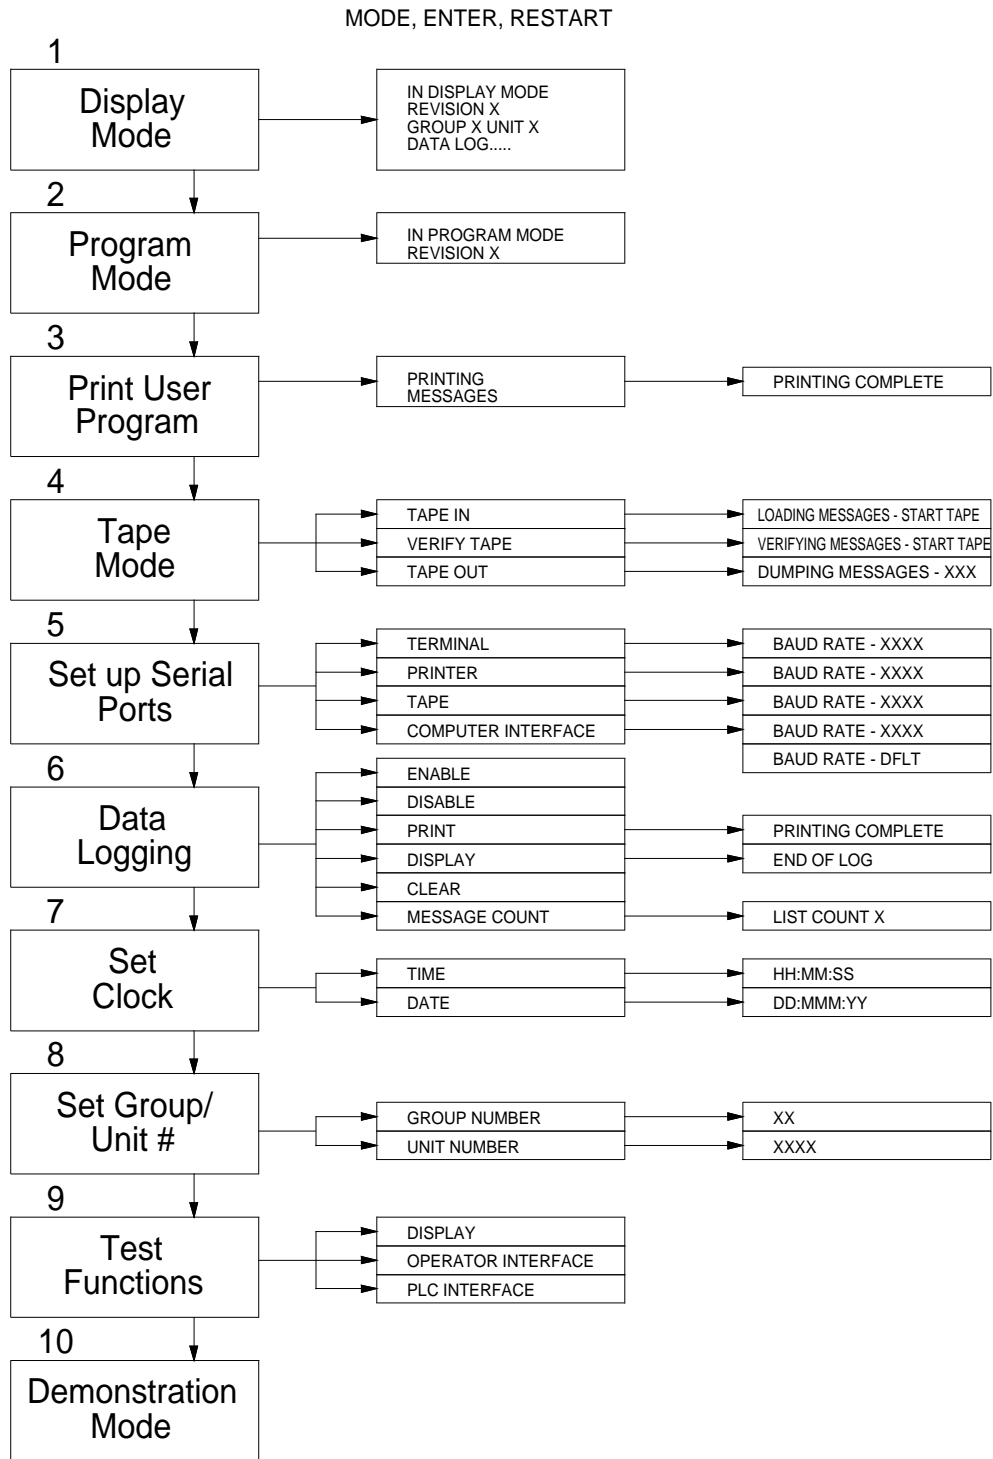 MODE, ENTER, RESTART
1
Display
Mode
IN DISPLAY MODE
REVISION X
GROUP X UNIT X
DATA LOG.....
2
Program
Mode
IN PROGRAM MODE
REVISION X
3
Print User
Program
PRINTING
MESSAGES
PRINTING COMPLETE
4
Tape
Mode
TAPE IN
LOADING MESSAGES - START TAPE
VERIFY TAPE
VERIFYING MESSAGES - START TAPE
TAPE OUT
DUMPING MESSAGES - XXX
5
Set up Serial
Ports
TERMINAL
BAUD RATE - XXXX
PRINTER
BAUD RATE - XXXX
TAPE
BAUD RATE - XXXX
COMPUTER INTERFACE
BAUD RATE - XXXX
BAUD RATE - DFLT
6
Data
Logging
ENABLE
DISABLE
PRINT
PRINTING COMPLETE
DISPLAY
END OF LOG
CLEAR
MESSAGE COUNT
LIST COUNT X
7
Set
Clock
TIME
HH:MM:SS
DATE
DD:MMM:YY
8
Set Group/
Unit #
GROUP NUMBER
XX
UNIT NUMBER
XXXX
9
Test
Functions
DISPLAY
OPERATOR INTERFACE
PLC INTERFACE
10
Demonstration
Mode